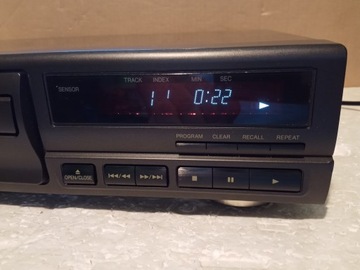 TRACK INDEX MIN SEC
SENSOR
1 1 0:22
PROGRAM CLEAR RECALL REPEAT
OPEN/CLOSE